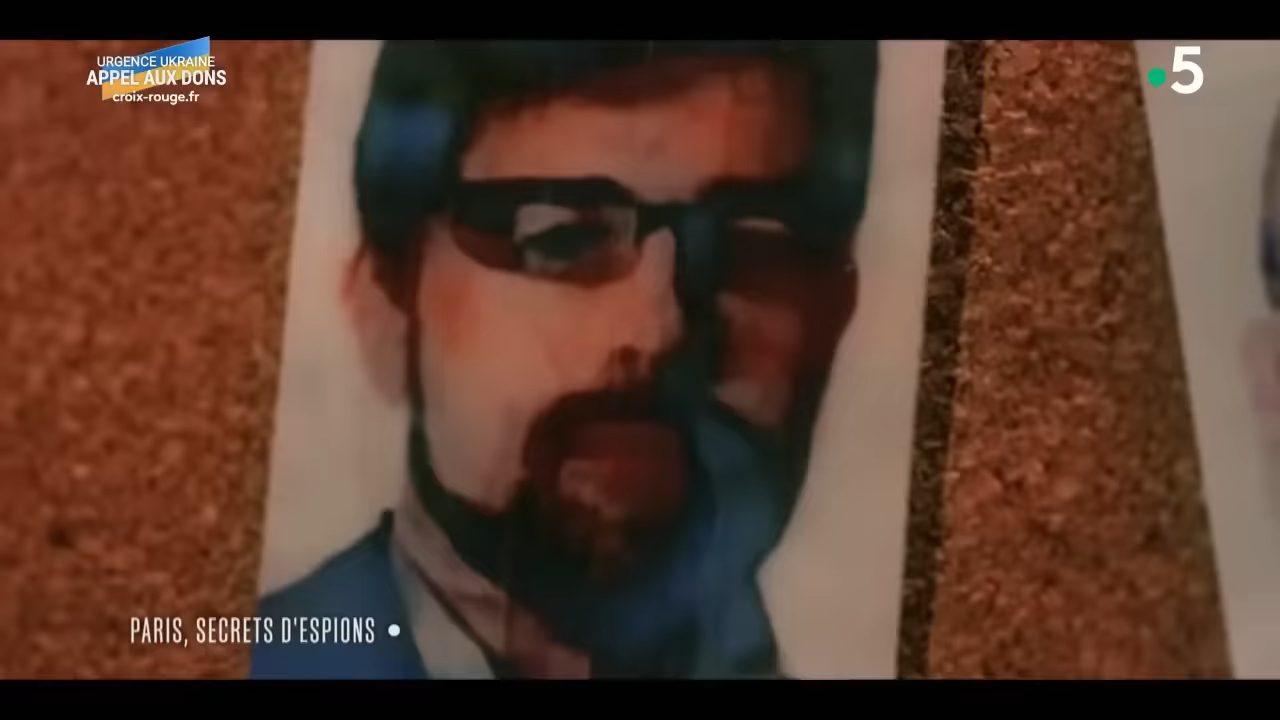 URGENCE UKRAINE
APPEL AUX DONS
croix-rouge.fr
5
PARIS, SECRETS D'ESPIONS